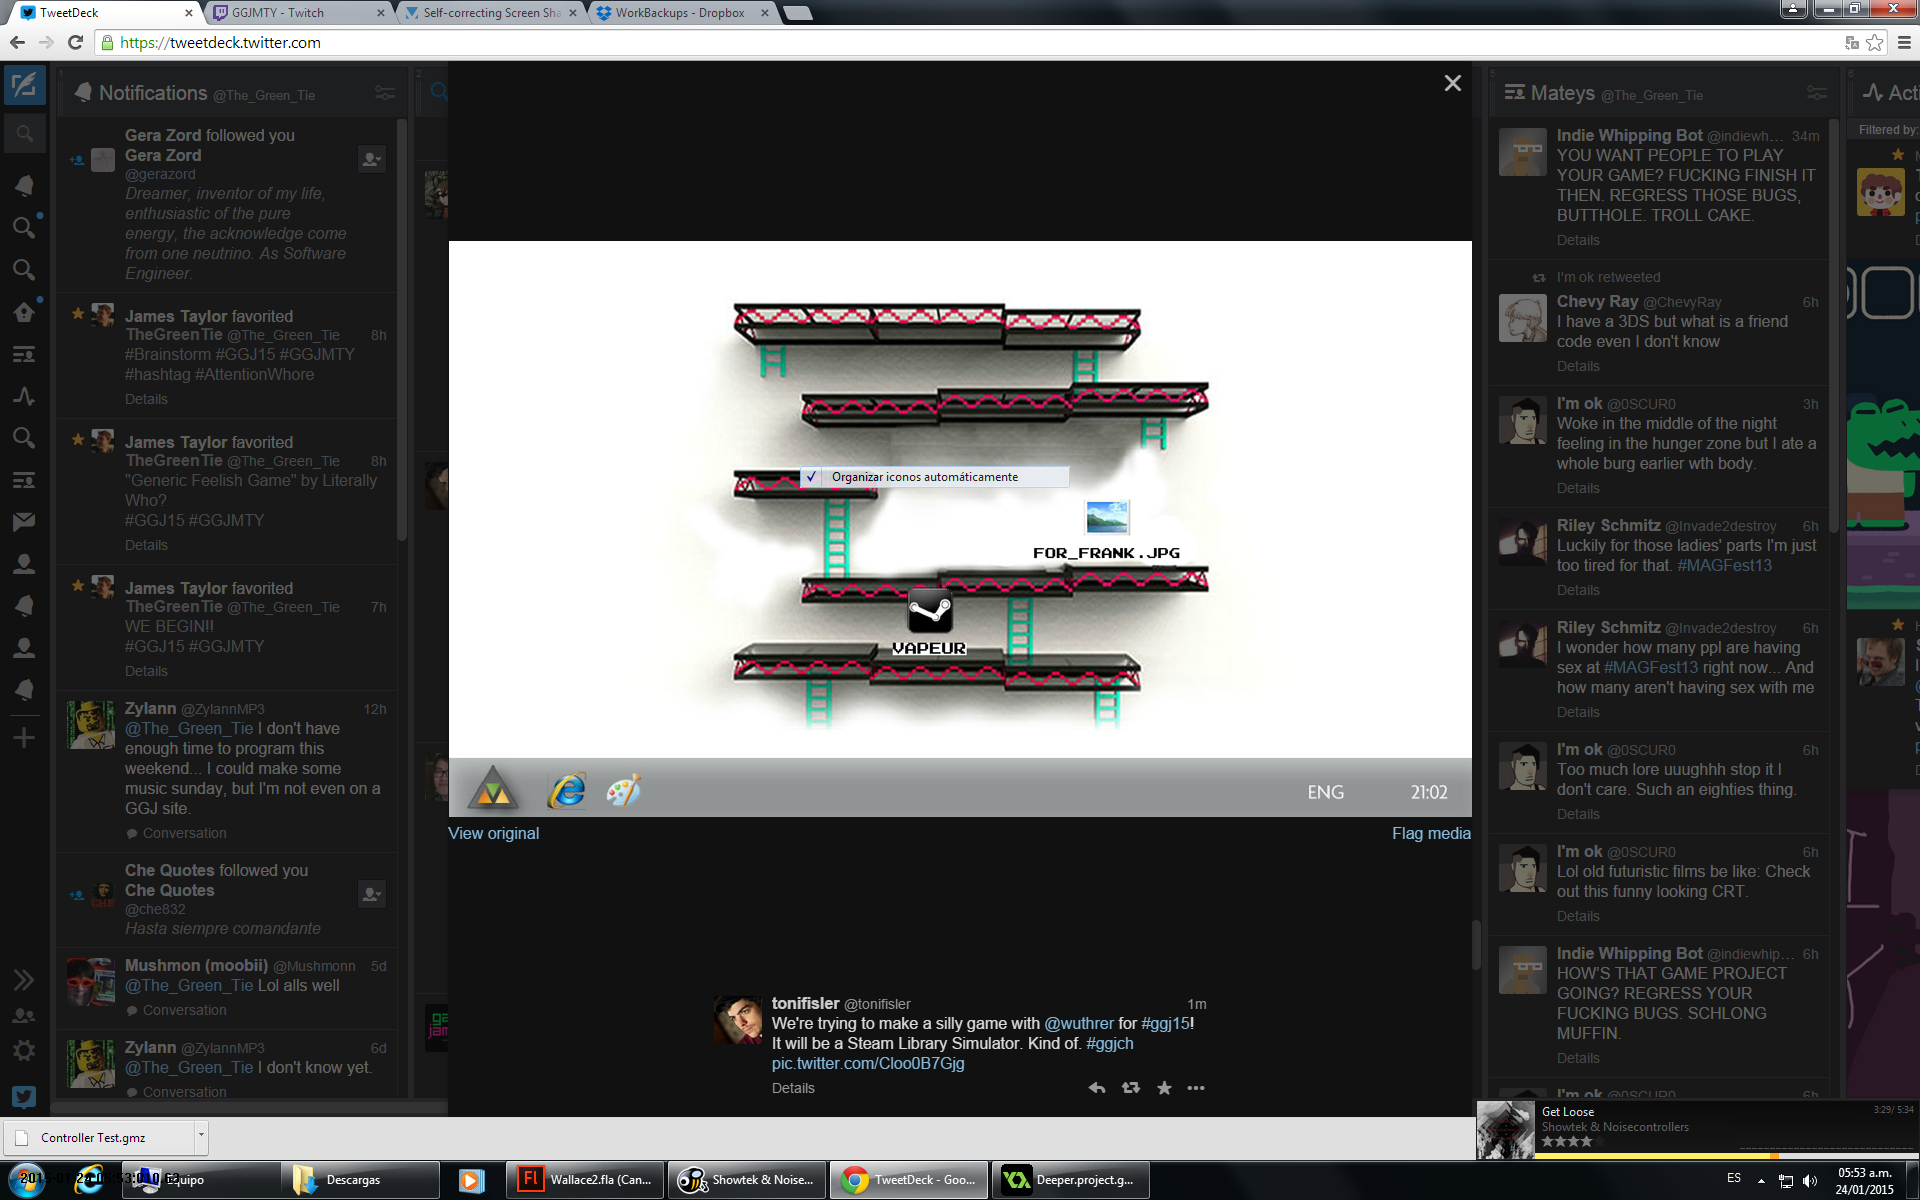 TweetDeck
GGJMTY - Twitch
Self-correcting Screen Sha
WorkBackups - Dropbox
https://tweetdeck.twitter.com
1
Notifications @The_Green_Tie
Gera Zord followed you
Gera Zord
@gerazord
Dreamer, inventor of my life,
enthusiastic of the pure
energy, the acknowledge come
from one neutrino. As Software
Engineer.
James Taylor favorited
TheGreenTie @The_Green_Tie 8h
#Brainstorm #GGJ15 #GGJMTY
#hashtag #AttentionWhore
Details
James Taylor favorited
TheGreenTie @The_Green_Tie 8h
"Generic Feelish Game" by Literally
Who?
#GGJ15 #GGJMTY
Details
James Taylor favorited
TheGreenTie @The_Green_Tie 7h
WE BEGIN!!
#GGJ15 #GGJMTY
Details
Zylann @ZylannMP3 12h
@The_Green_Tie I don't have
enough time to program this
weekend... I could make some
music sunday, but I'm not even on a
GGJ site.
Conversation
Che Quotes followed you
Che Quotes
@che832
Hasta siempre comandante
Mushmon (moobii) @Mushmonn 5d
@The_Green_Tie Lol alls well
Conversation
Zylann @ZylannMP3 6d
@The_Green_Tie I don't know yet.
Conversation
2
Organizar iconos automáticamente
FOR_FRANK.JPG
VAPEUR
ENG 21:02
View original
Flag media
tonifisler @tonifisler 1m
We're trying to make a silly game with @wuthrer for #ggj15!
It will be a Steam Library Simulator. Kind of. #ggjch
pic.twitter.com/Cloo0B7Gjg
Details
5
Mateys @The_Green_Tie
Indie Whipping Bot @indiewh... 34m
YOU WANT PEOPLE TO PLAY
YOUR GAME? FUCKING FINISH IT
THEN. REGRESS THOSE BUGS,
BUTTHOLE. TROLL CAKE.
Details
I'm ok retweeted
Chevy Ray @ChevyRay 6h
I have a 3DS but what is a friend
code even I don't know
Details
I'm ok @0SCUR0 3h
Woke in the middle of the night
feeling in the hunger zone but I ate a
whole burg earlier wth body.
Details
Riley Schmitz @Invade2destroy 6h
Luckily for those ladies' parts I'm just
too tired for that. #MAGFest13
Details
Riley Schmitz @Invade2destroy 6h
I wonder how many ppl are having
sex at #MAGFest13 right now... And
how many aren't having sex with me
Details
I'm ok @0SCUR0 6h
Too much lore uuughhh stop it I
don't care. Such an eighties thing.
Details
I'm ok @0SCUR0 6h
Lol old futuristic films be like: Check
out this funny looking CRT.
Details
Indie Whipping Bot @indiewhip... 6h
HOW'S THAT GAME PROJECT
GOING? REGRESS YOUR
FUCKING BUGS. SCHLONG
MUFFIN.
Details
I'm ok @0SCUR0 6h
6
Acti
Filtered by:
Get Loose 3:29/ 5:34
Showtek & Noisecontrollers
Controller Test.gmz
Equipo
Descargas
Wallace2.fla (Can...
Showtek & Noise...
TweetDeck - Goo...
Deeper.project.g...
ES
05:53 a.m.
24/01/2015